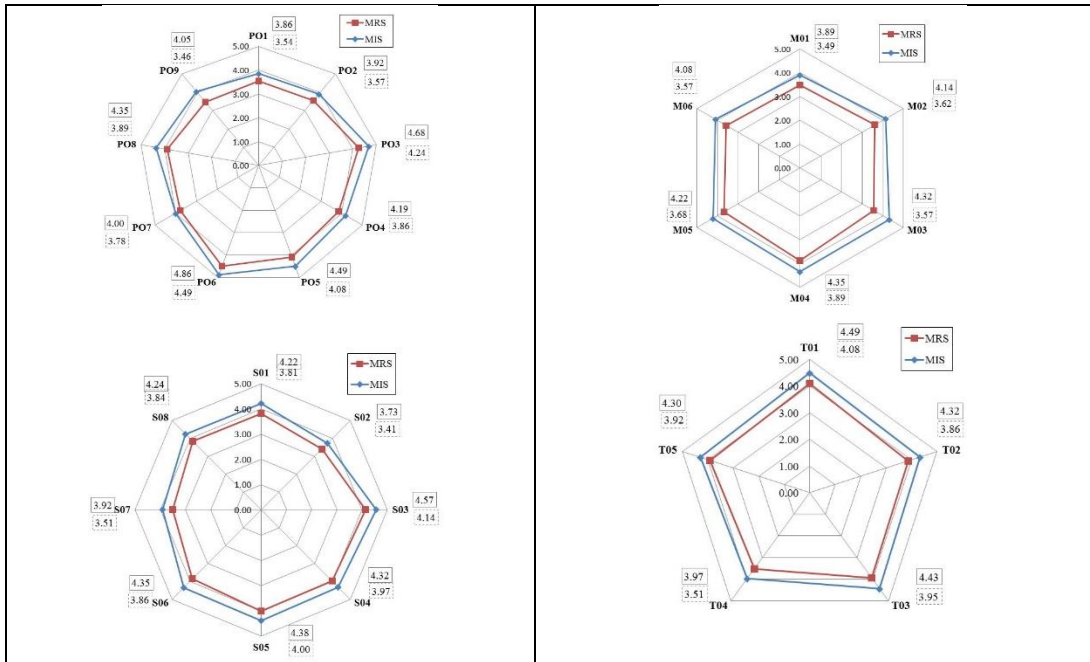 MRS
MIS
3.86
3.54
PO1
5.00
4.00
3.00
2.00
1.00
0.00
3.92
3.57
PO2
4.68
4.24
PO3
4.19
3.86
PO4
4.49
4.08
PO5
4.86
4.49
PO6
4.00
3.78
PO7
4.35
3.89
PO8
4.05
3.46
PO9
MRS
MIS
3.89
3.49
M01
5.00
4.00
3.00
2.00
1.00
0.00
4.14
3.62
M02
4.32
3.57
M03
4.35
3.89
M04
4.22
3.68
M05
4.08
3.57
M06
MRS
MIS
4.22
3.81
S01
5.00
4.00
3.00
2.00
1.00
0.00
3.73
3.41
S02
4.57
4.14
S03
4.32
3.97
S04
4.38
4.00
S05
4.35
3.86
S06
3.92
3.51
S07
4.24
3.84
S08
MRS
MIS
4.49
4.08
T01
5.00
4.00
3.00
2.00
1.00
0.00
4.32
3.86
T02
4.43
3.95
T03
3.97
3.51
T04
4.30
3.92
T05